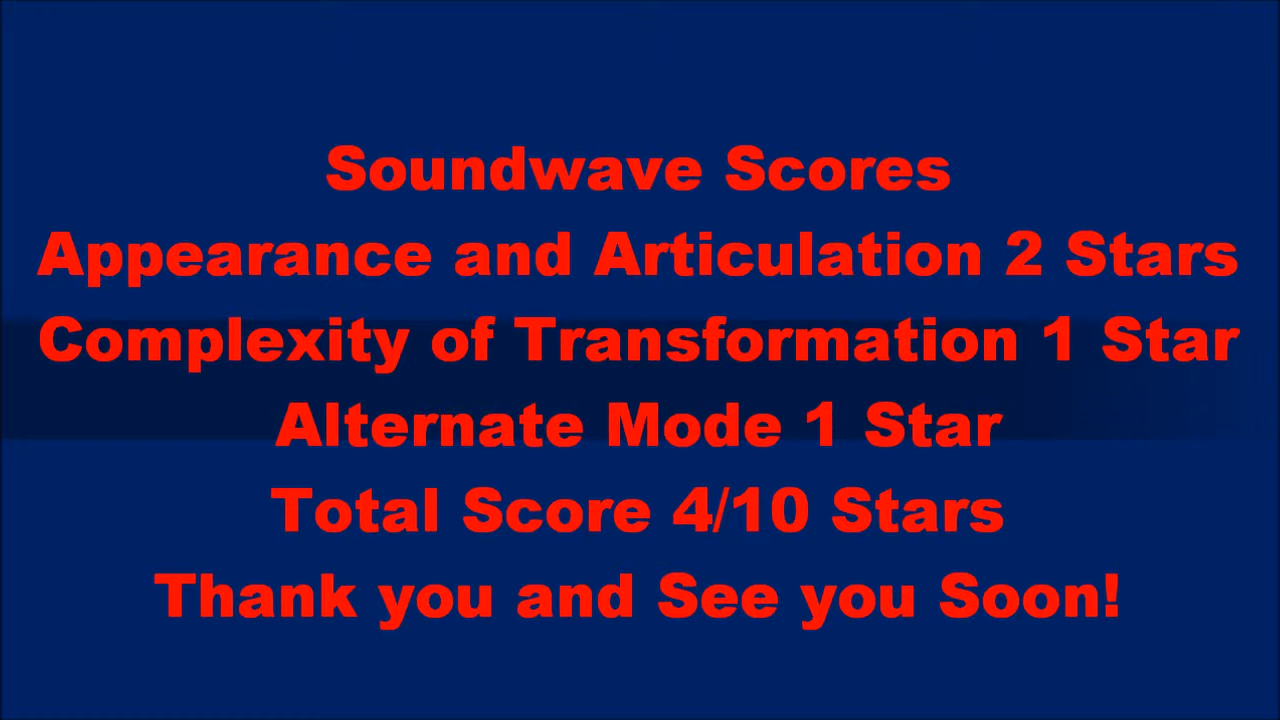 Soundwave Scores
Appearance and Articulation 2 Stars
Complexity of Transformation 1 Star
Alternate Mode 1 Star
Total Score 4/10 Stars
Thank you and See you Soon!